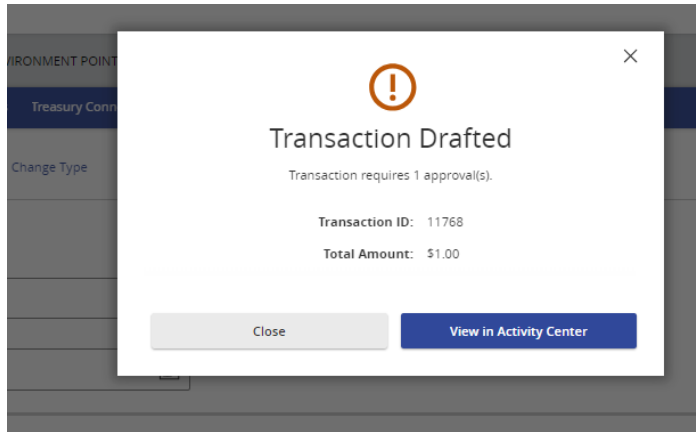 VIRONMENT POINT
Treasury Conn
Change Type
Transaction Drafted
Transaction requires 1 approval(s).
Transaction ID: 11768
Total Amount: $1.00
Close
View in Activity Center